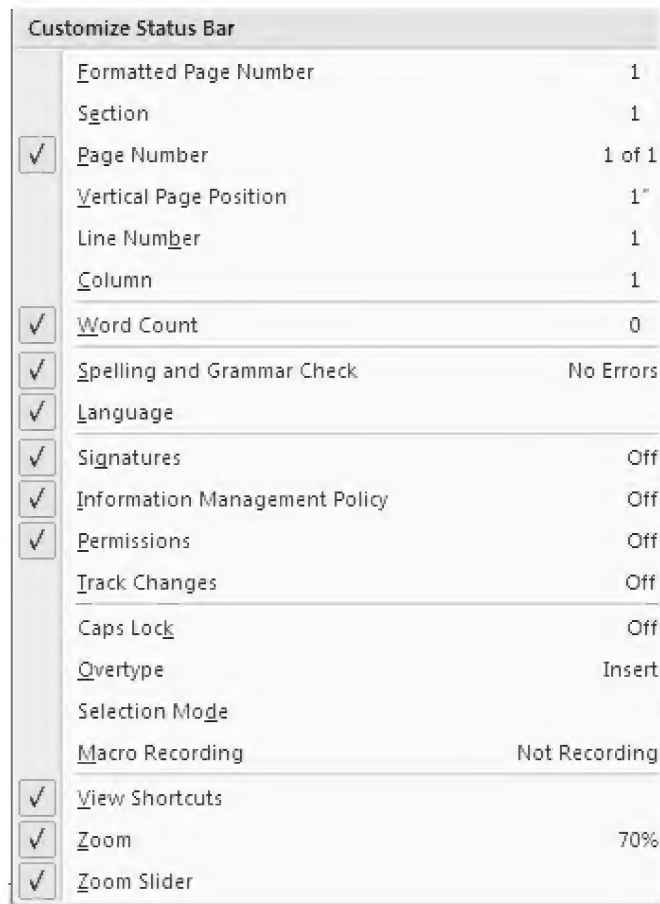 Customize Status Bar
Formatted Page Number 1
Section 1
Page Number 1 of 1
Vertical Page Position 1"
Line Number 1
Column 1
Word Count 0
Spelling and Grammar Check No Errors
Language
Signatures Off
Information Management Policy Off
Permissions Off
Track Changes Off
Caps Lock Off
Overtype Insert
Selection Mode
Macro Recording Not Recording
View Shortcuts
Zoom 70%
Zoom Slider